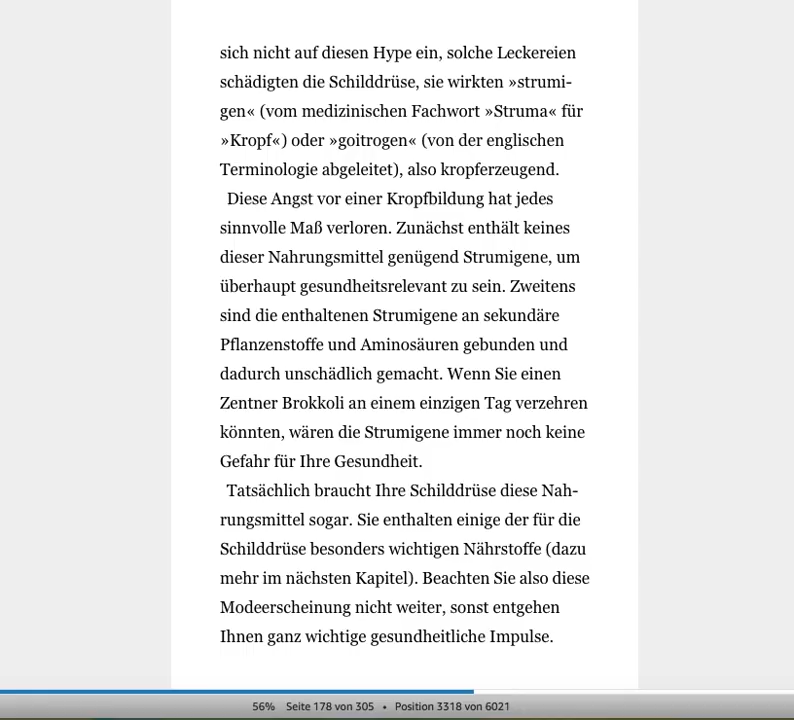 sich nicht auf diesen Hype ein, solche Leckereien
schädigten die Schilddrüse, sie wirkten »strumi-
gen« (vom medizinischen Fachwort »Struma« für
»Kropf«) oder »goitrogen« (von der englischen
Terminologie abgeleitet), also kropferzeugend.
Diese Angst vor einer Kropfbildung hat jedes
sinnvolle Maß verloren. Zunächst enthält keines
dieser Nahrungsmittel genügend Strumigene, um
überhaupt gesundheitsrelevant zu sein. Zweitens
sind die enthaltenen Strumigene an sekundäre
Pflanzenstoffe und Aminosäuren gebunden und
dadurch unschädlich gemacht. Wenn Sie einen
Zentner Brokkoli an einem einzigen Tag verzehren
könnten, wären die Strumigene immer noch keine
Gefahr für Ihre Gesundheit.
Tatsächlich braucht Ihre Schilddrüse diese Nah-
rungsmittel sogar. Sie enthalten einige der für die
Schilddrüse besonders wichtigen Nährstoffe (dazu
mehr im nächsten Kapitel). Beachten Sie also diese
Modeerscheinung nicht weiter, sonst entgehen
Ihnen ganz wichtige gesundheitliche Impulse.
56% Seite 178 von 305 • Position 3318 von 6021